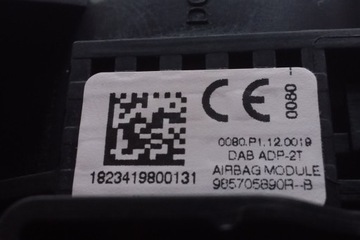 CE
0080
0080.P1.12.0019
DAB ADP-2T
AIRBAG MODULE
985705890R--B
1823419800131